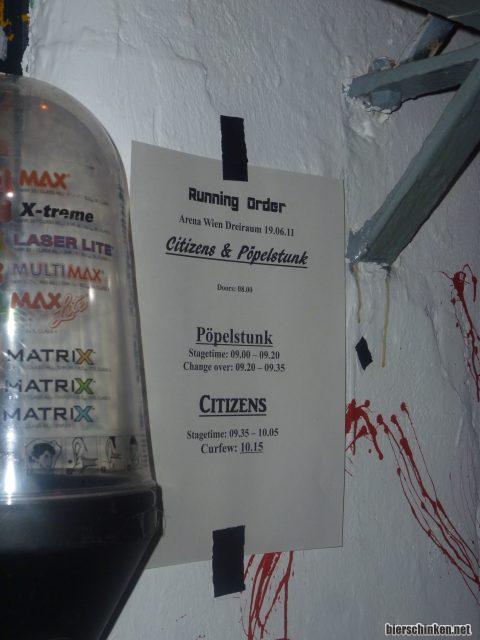 MAX
X-treme
LASER LITE
MULTIMAX
MAX lite
MATRIX
MATRIX
MATRIX
Running Order
Arena Wien Dreiraum 19.06.11
Citizens & Pöpelstunk
Doors: 08.00
Pöpelstunk
Stagetime: 09.00 – 09.20
Change over: 09.20 – 09.35
CITIZENS
Stagetime: 09.35 – 10.05
Curfew: 10.15
bierschinken.net